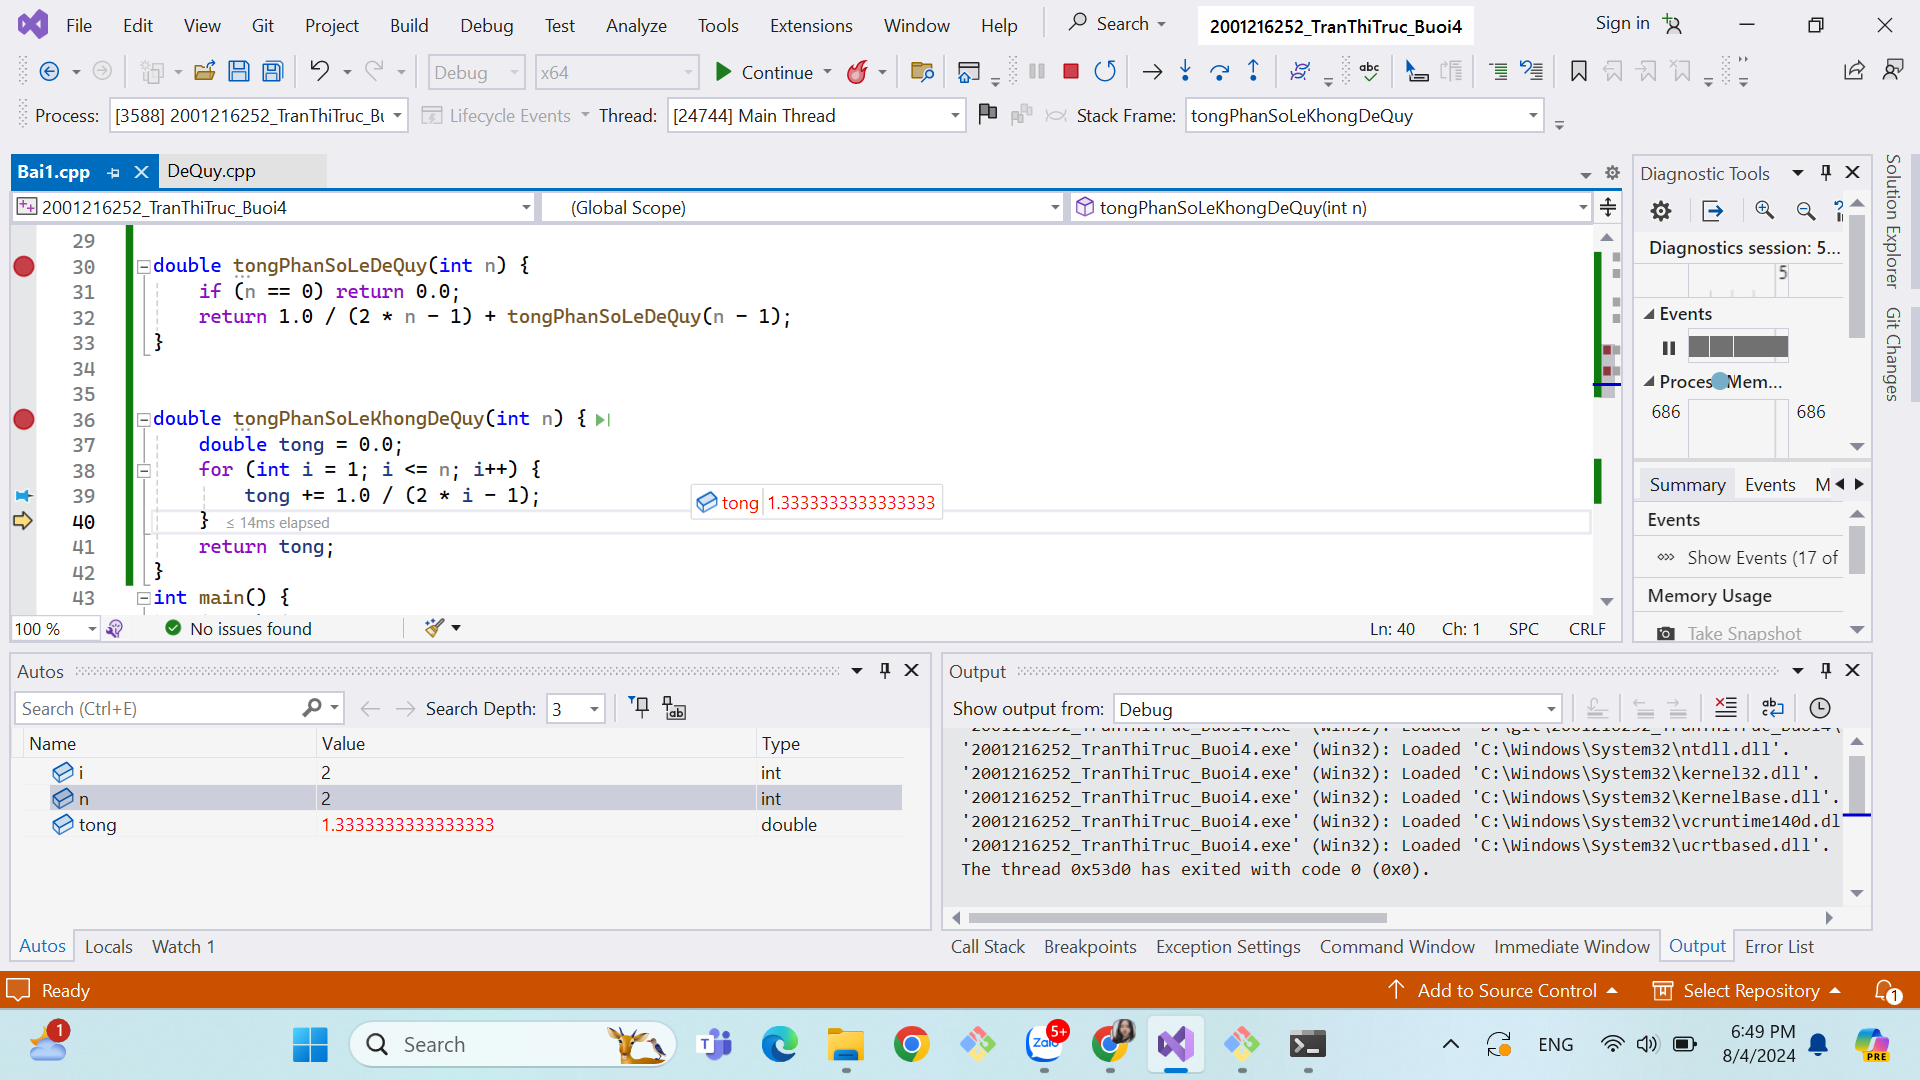 File Edit View Git Project Build Debug Test Analyze Tools Extensions Window Help Search 2001216252_TranThiTruc_Buoi4 Sign in
Debug x64 Continue
Process: [3588] 2001216252_TranThiTruc_Bu Lifecycle Events Thread: [24744] Main Thread Stack Frame: tongPhanSoLeKhongDeQuy
Bai1.cpp DeQuy.cpp
2001216252_TranThiTruc_Buoi4 (Global Scope) tongPhanSoLeKhongDeQuy(int n)
29
30 double tongPhanSoLeDeQuy(int n) {
31 if (n == 0) return 0.0;
32 return 1.0 / (2 * n - 1) + tongPhanSoLeDeQuy(n - 1);
33 }
34
35
36 double tongPhanSoLeKhongDeQuy(int n) {
37 double tong = 0.0;
38 for (int i = 1; i <= n; i++) {
39 tong += 1.0 / (2 * i - 1);
tong 1.3333333333333333
40 } ≤ 14ms elapsed
41 return tong;
42 }
43 int main() {
100 % No issues found Ln: 40 Ch: 1 SPC CRLF
Diagnostic Tools
Diagnostics session: 5...
5
Events
Proces Mem...
686 686
Summary Events M
Events
Show Events (17 of
Memory Usage
Take Snapshot
Solution Explorer
Git Changes
Autos
Search (Ctrl+E) Search Depth: 3
Name Value Type
i 2 int
n 2 int
tong 1.3333333333333333 double
Autos Locals Watch 1
Output
Show output from: Debug
'2001216252_TranThiTruc_Buoi4.exe' (Win32): Loaded 'D:\git\2001216252_TranThiTruc_Buoi4\
'2001216252_TranThiTruc_Buoi4.exe' (Win32): Loaded 'C:\Windows\System32\ntdll.dll'.
'2001216252_TranThiTruc_Buoi4.exe' (Win32): Loaded 'C:\Windows\System32\kernel32.dll'.
'2001216252_TranThiTruc_Buoi4.exe' (Win32): Loaded 'C:\Windows\System32\KernelBase.dll'.
'2001216252_TranThiTruc_Buoi4.exe' (Win32): Loaded 'C:\Windows\System32\vcruntime140d.dl
'2001216252_TranThiTruc_Buoi4.exe' (Win32): Loaded 'C:\Windows\System32\ucrtbased.dll'.
The thread 0x53d0 has exited with code 0 (0x0).
Call Stack Breakpoints Exception Settings Command Window Immediate Window Output Error List
Ready Add to Source Control Select Repository 1
1 Search 5+ Zalo ENG 6:49 PM
8/4/2024
PRE